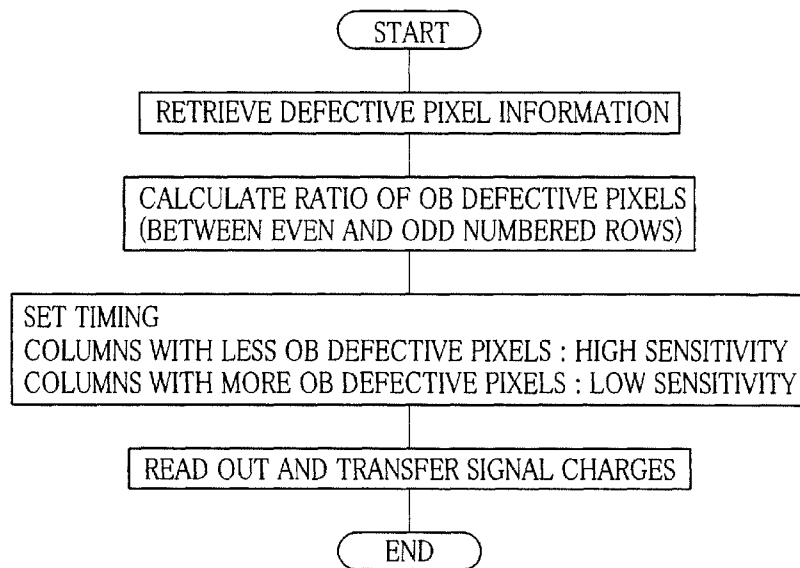 START
RETRIEVE DEFECTIVE PIXEL INFORMATION
CALCULATE RATIO OF OB DEFECTIVE PIXELS
(BETWEEN EVEN AND ODD NUMBERED ROWS)
SET TIMING
COLUMNS WITH LESS OB DEFECTIVE PIXELS : HIGH SENSITIVITY
COLUMNS WITH MORE OB DEFECTIVE PIXELS : LOW SENSITIVITY
READ OUT AND TRANSFER SIGNAL CHARGES
END